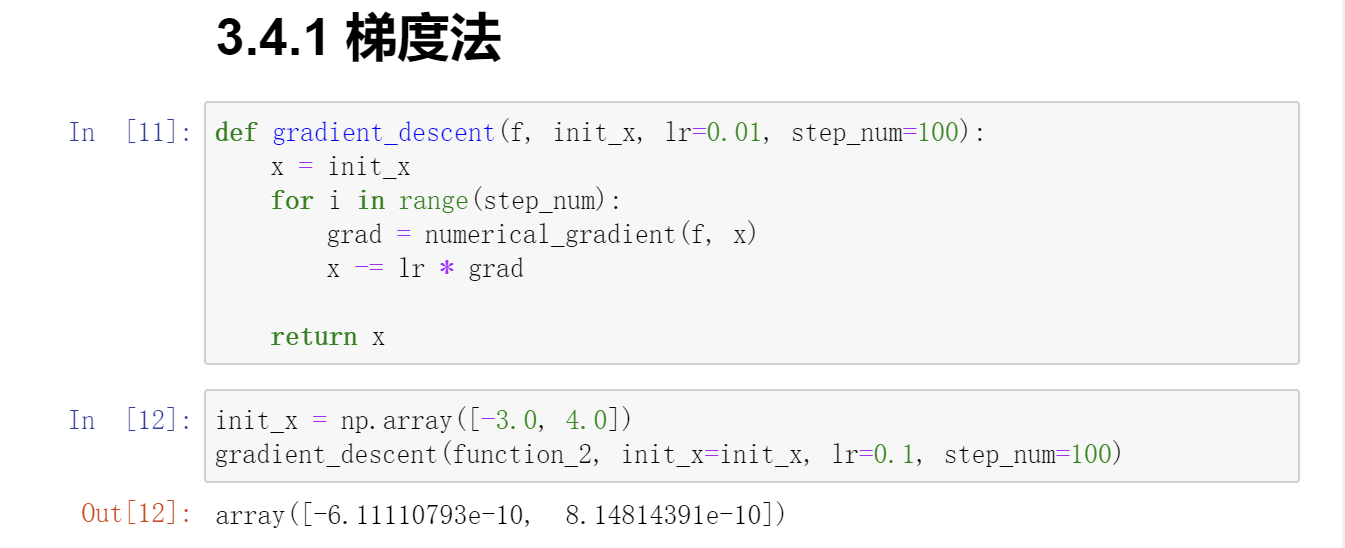 3.4.1 梯度法
In [11]:
def gradient_descent(f, init_x, lr=0.01, step_num=100):
    x = init_x
    for i in range(step_num):
        grad = numerical_gradient(f, x)
        x -= lr * grad
    return x
In [12]:
init_x = np.array([-3.0, 4.0])
gradient_descent(function_2, init_x=init_x, lr=0.1, step_num=100)
Out[12]:
array([-6.11110793e-10,  8.14814391e-10])